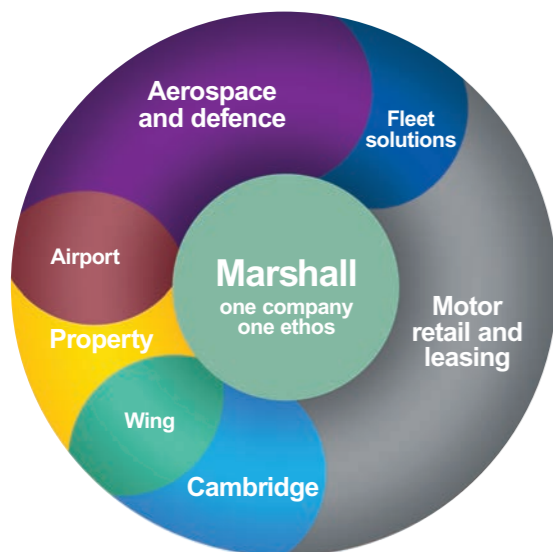 Aerospace
and defence
Fleet
solutions
Airport
Marshall
one company
one ethos
Motor
retail and
leasing
Property
Wing
Cambridge